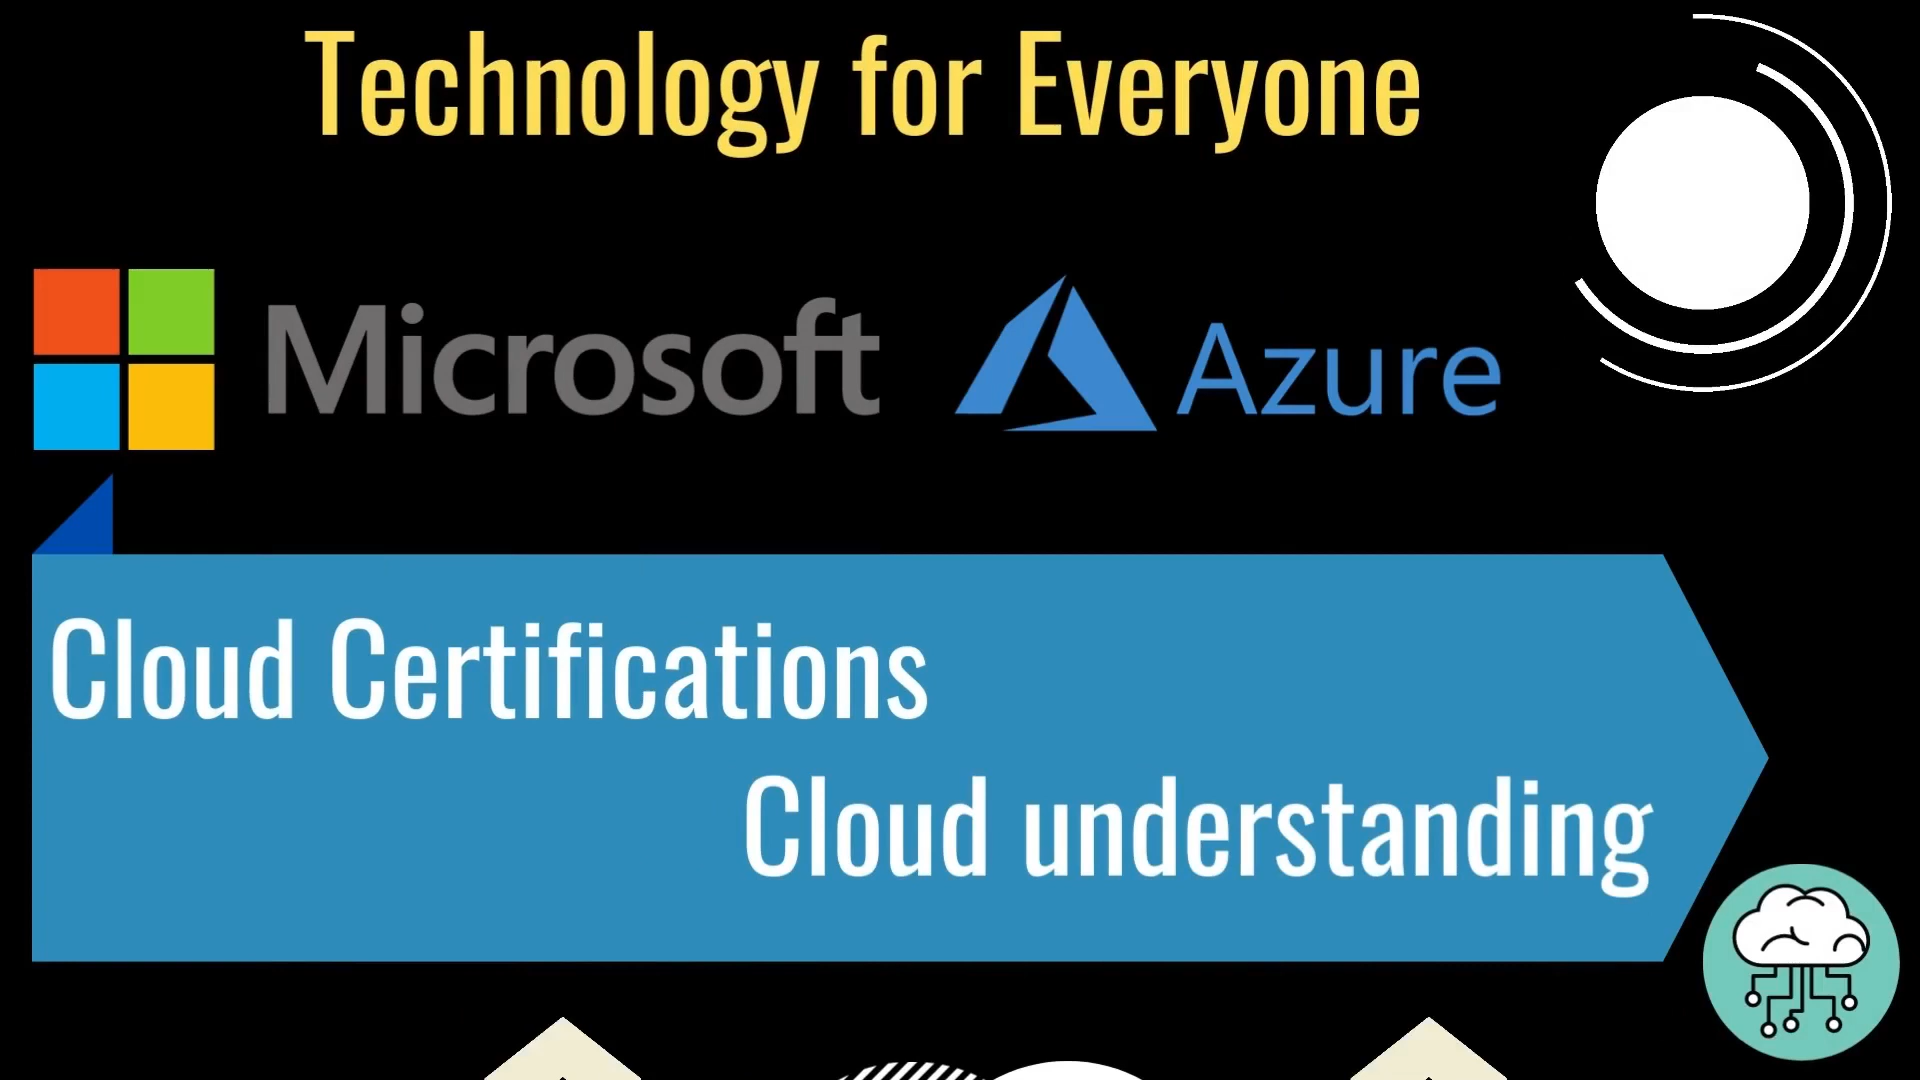 Technology for Everyone
Microsoft Azure
Cloud Certifications
Cloud understanding